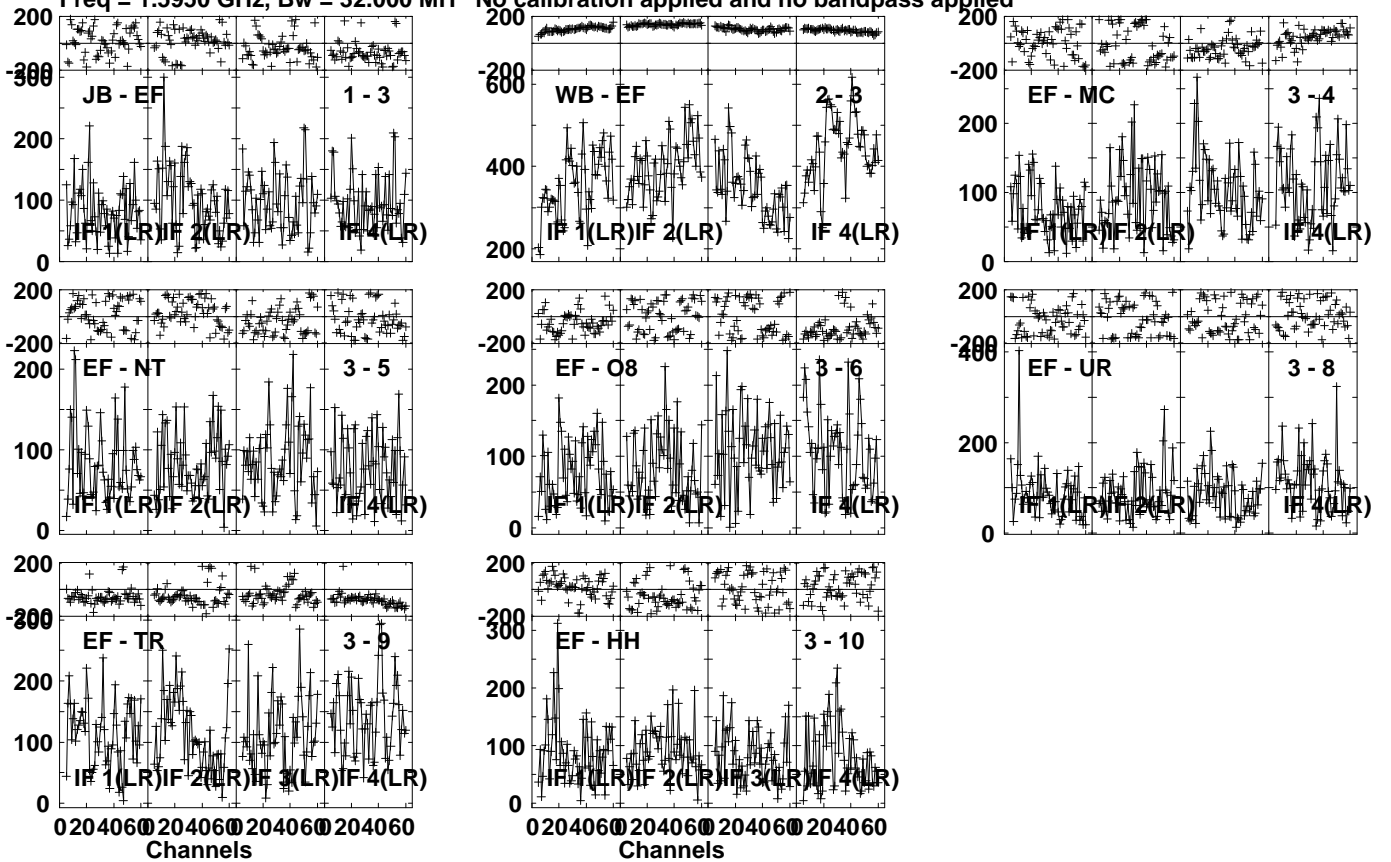 Freq = 1.5950 GHz, Bw = 32.000 MH No calibration applied and no bandpass applied
200
-200
300
200
100
0
JB - EF 1 - 3
IF 1(LR) IF 2(LR) IF 4(LR)
200
-200
600
400
200
WB - EF 2 - 3
IF 1(LR) IF 2(LR) IF 4(LR)
200
-200
200
100
0
EF - MC 3 - 4
IF 1(LR) IF 2(LR) IF 4(LR)
200
-200
200
100
0
EF - NT 3 - 5
IF 1(LR) IF 2(LR) IF 4(LR)
200
-200
200
100
0
EF - O8 3 - 6
IF 1(LR) IF 2(LR) IF 4(LR)
200
-200
400
200
0
EF - UR 3 - 8
IF 1(LR) IF 2(LR) IF 4(LR)
200
-200
300
200
100
0
EF - TR 3 - 9
IF 1(LR) IF 2(LR) IF 3(LR) IF 4(LR)
0 20 40 60 0 20 40 60 0 20 40 60 0 20 40 60
Channels
200
-200
300
200
100
0
EF - HH 3 - 10
IF 1(LR) IF 2(LR) IF 3(LR) IF 4(LR)
0 20 40 60 0 20 40 60 0 20 40 60 0 20 40 60
Channels